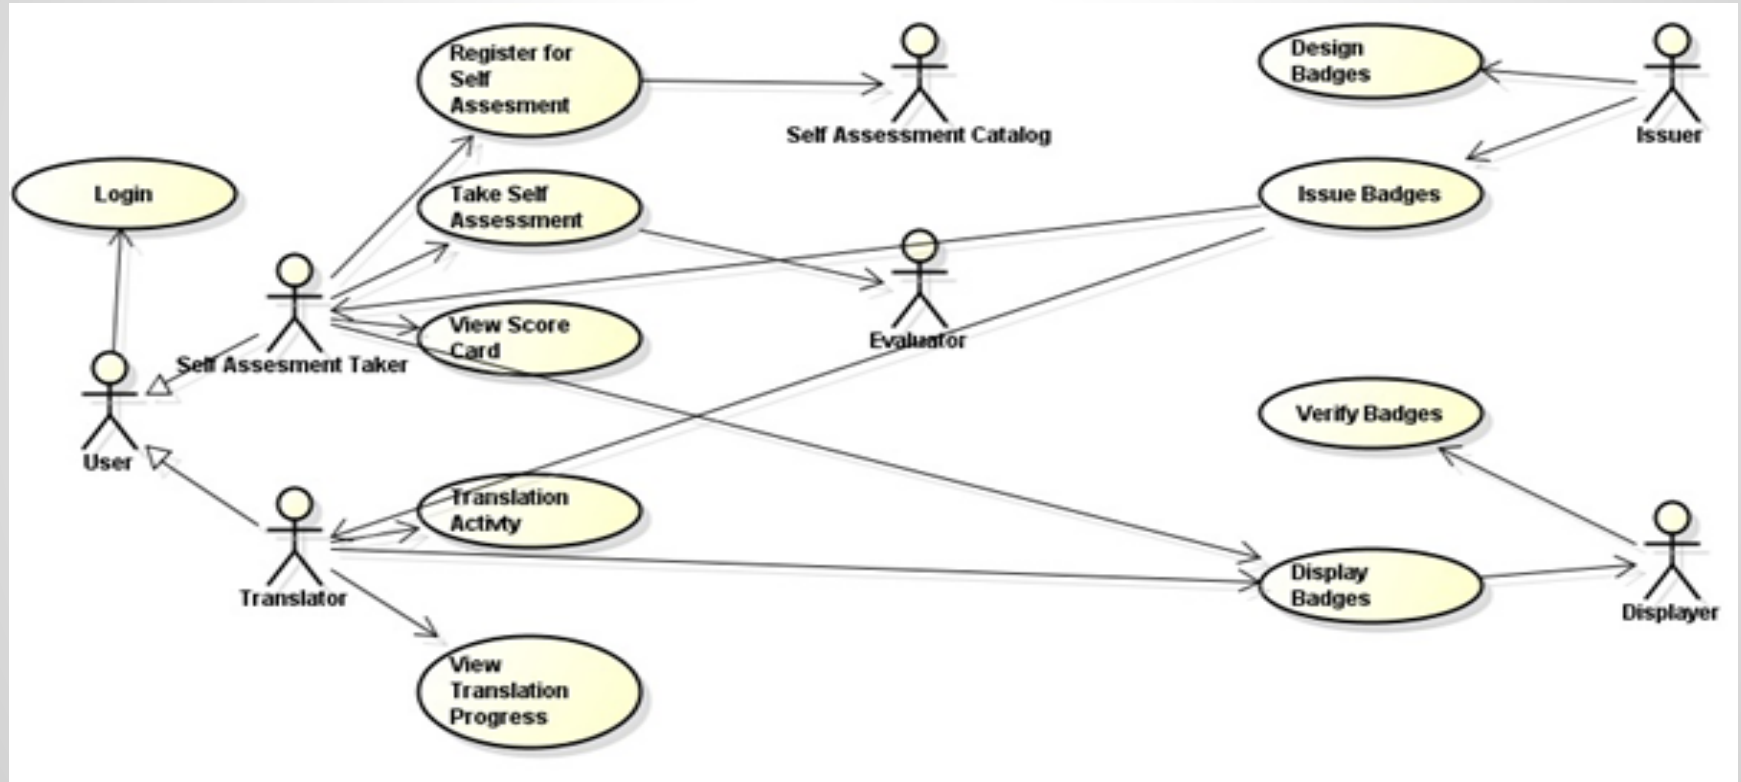 Register for
Self
Assesment
Self Assessment Catalog
Design
Badges
Issuer
Login
Take Self
Assessment
Issue Badges
Self Assesment Taker
View Score
Card
Evaluator
User
Verify Badges
Translation
Activty
Translator
Display
Badges
Displayer
View
Translation
Progress